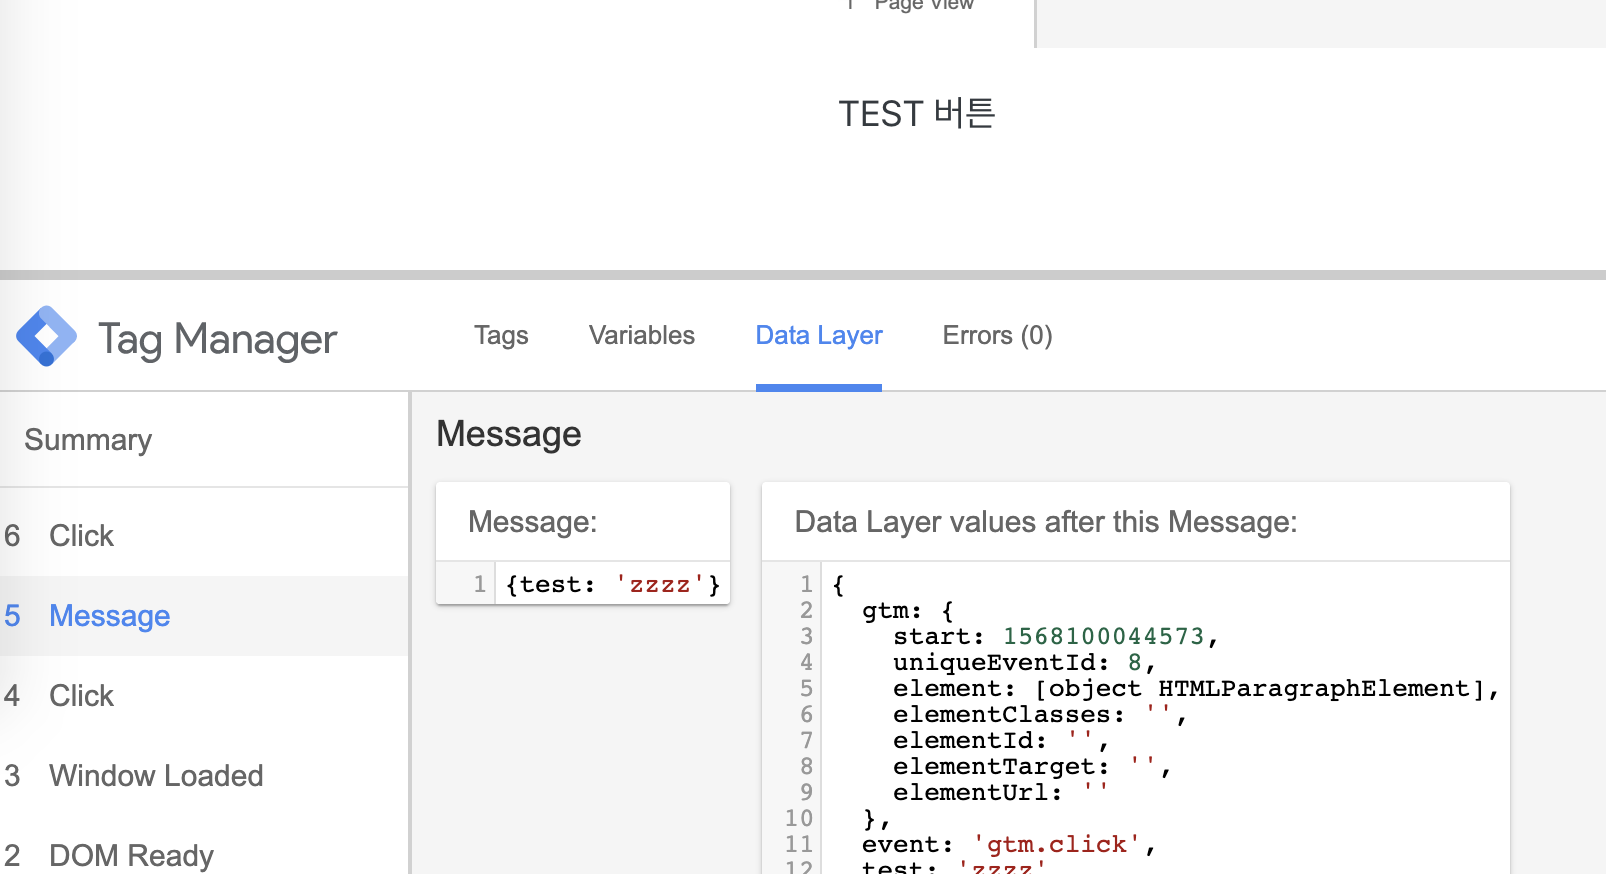 1 Page View
TEST 버튼
Tag Manager
Tags
Variables
Data Layer
Errors (0)
Summary
6 Click
5 Message
4 Click
3 Window Loaded
2 DOM Ready
Message
Message:
1 {test: 'zzzz'}
Data Layer values after this Message:
1 {
2 gtm: {
3 start: 1568100044573,
4 uniqueEventId: 8,
5 element: [object HTMLParagraphElement],
6 elementClasses: '',
7 elementId: '',
8 elementTarget: '',
9 elementUrl: ''
10 },
11 event: 'gtm.click',
12 test: 'zzzz'